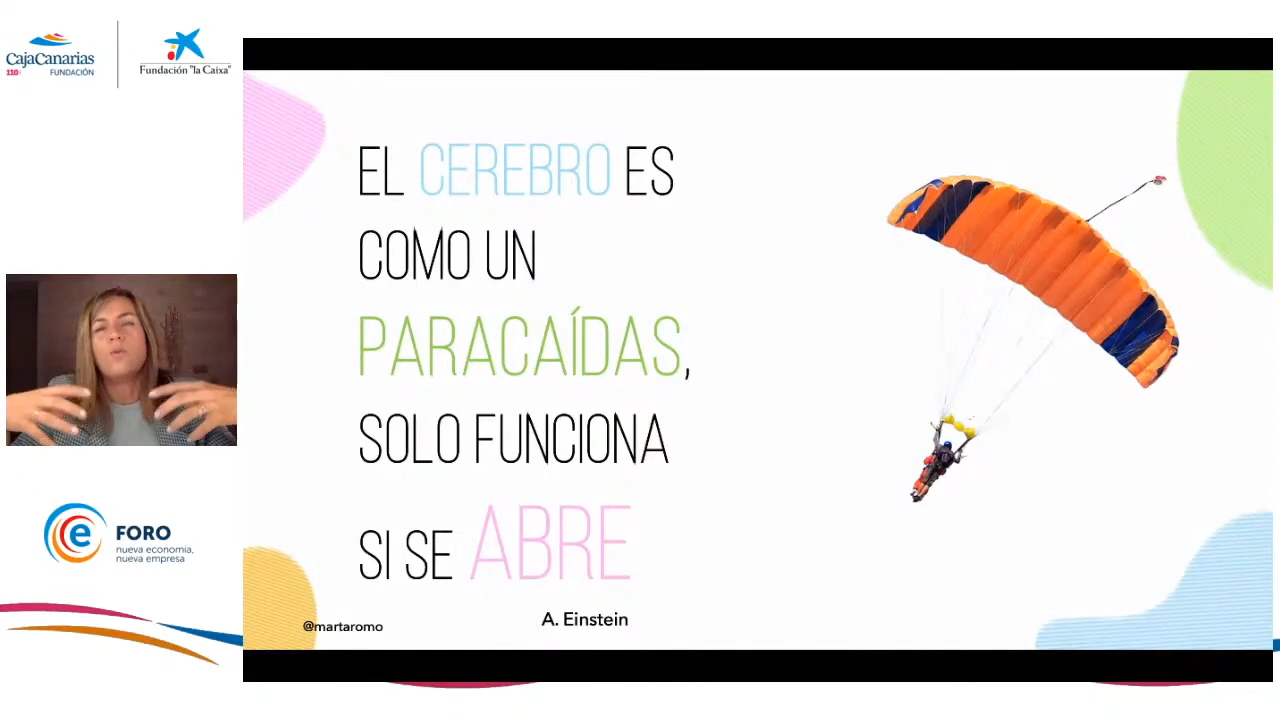 CajaCanarias
110
FUNDACIÓN
Fundación "la Caixa"
EL CEREBRO ES
COMO UN
PARACAÍDAS,
SOLO FUNCIONA
SI SE ABRE
A. Einstein
@martaromo
e FORO
nueva economía,
nueva empresa